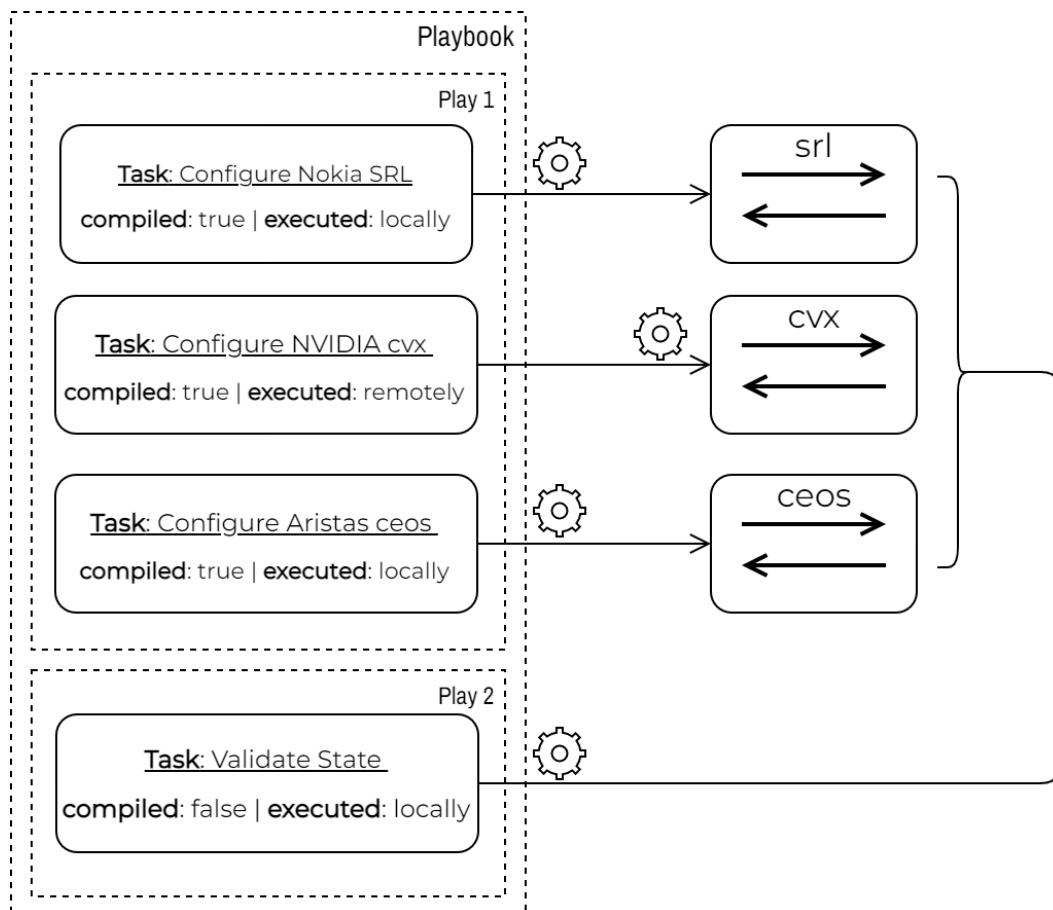 Playbook
Play 1
Task: Configure Nokia SRL
compiled: true | executed: locally
srl
Task: Configure NVIDIA cvx
compiled: true | executed: remotely
cvx
Task: Configure Aristas ceos
compiled: true | executed: locally
ceos
Play 2
Task: Validate State
compiled: false | executed: locally